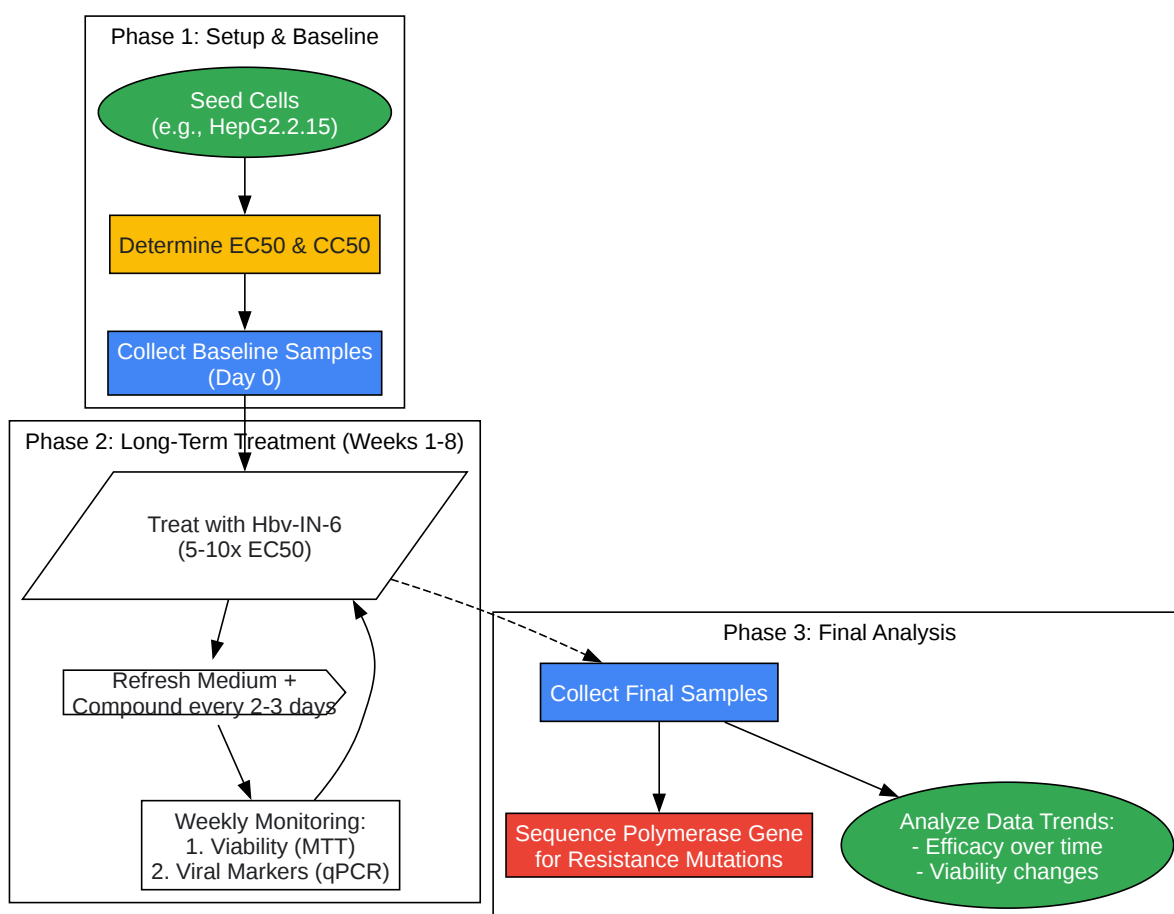 Phase 1: Setup & Baseline
Seed Cells
(e.g., HepG2.2.15)
Determine EC50 & CC50
Collect Baseline Samples
(Day 0)
Phase 2: Long-Term Treatment (Weeks 1-8)
Treat with Hbv-IN-6
(5-10x EC50)
Refresh Medium +
Compound every 2-3 days
Weekly Monitoring:
1. Viability (MTT)
2. Viral Markers (qPCR)
Phase 3: Final Analysis
Collect Final Samples
Sequence Polymerase Gene
for Resistance Mutations
Analyze Data Trends:
- Efficacy over time
- Viability changes